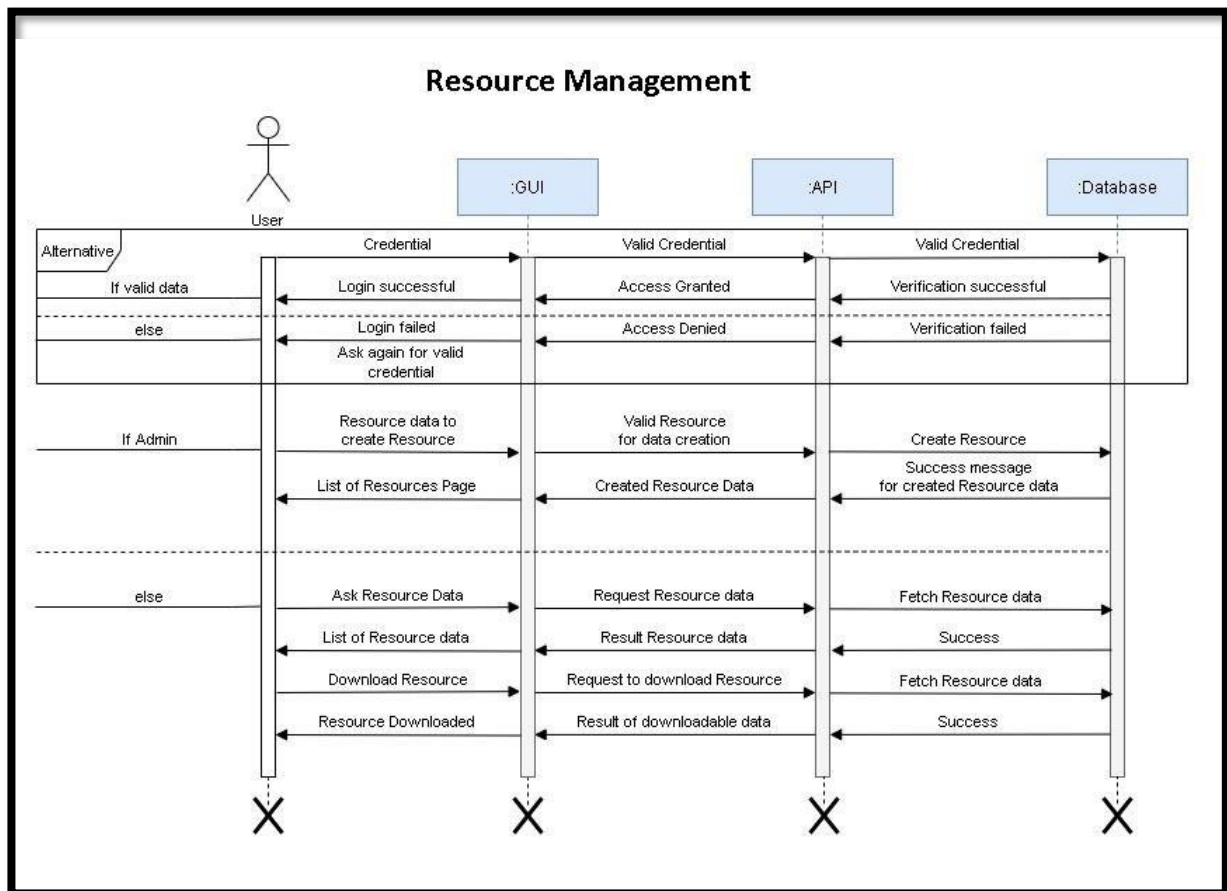 Resource Management
User
:GUI
:API
:Database
Alternative
Credential
Valid Credential
Valid Credential
If valid data
Login successful
Access Granted
Verification successful
else
Login failed
Access Denied
Verification failed
Ask again for valid
credential
If Admin
Resource data to
create Resource
Valid Resource
for data creation
Create Resource
List of Resources Page
Created Resource Data
Success message
for created Resource data
else
Ask Resource Data
Request Resource data
Fetch Resource data
List of Resource data
Result Resource data
Success
Download Resource
Request to download Resource
Fetch Resource data
Resource Downloaded
Result of downloadable data
Success